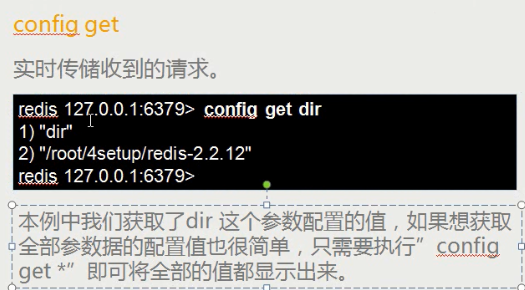 config get
实时传储收到的请求。
redis 127.0.0.1:6379> config get dir
1) "dir"
2) "/root/4setup/redis-2.2.12"
redis 127.0.0.1:6379>
本例中我们获取了dir 这个参数配置的值，如果想获取
全部参数据的配置值也很简单，只需要执行”config
get *”即可将全部的值都显示出来。